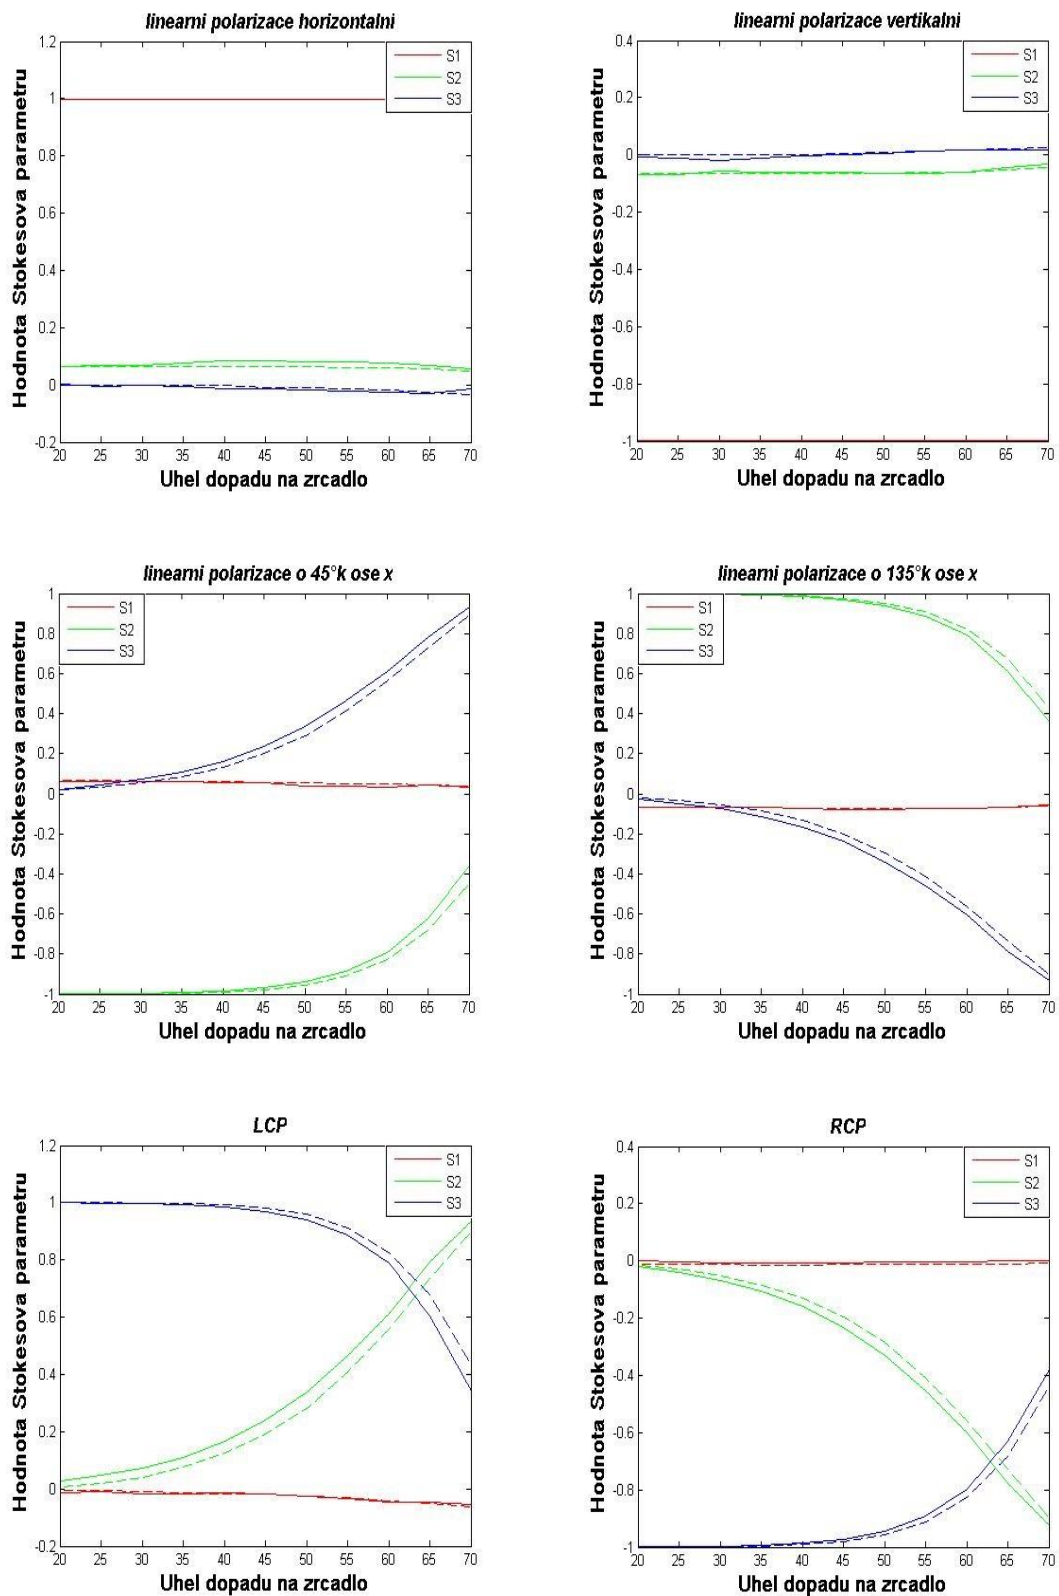 linearni polarizace horizontalni
1.2
1
0.8
0.6
0.4
0.2
0
-0.2
S1
S2
S3
20 25 30 35 40 45 50 55 60 65 70
Hodnota Stokesova parametru
Uhel dopadu na zrcadlo
linearni polarizace vertikalni
0.4
0.2
0
-0.2
-0.4
-0.6
-0.8
-1
S1
S2
S3
20 25 30 35 40 45 50 55 60 65 70
Hodnota Stokesova parametru
Uhel dopadu na zrcadlo
linearni polarizace o 45°k ose x
1
0.8
0.6
0.4
0.2
0
-0.2
-0.4
-0.6
-0.8
-1
S1
S2
S3
20 25 30 35 40 45 50 55 60 65 70
Hodnota Stokesova parametru
Uhel dopadu na zrcadlo
linearni polarizace o 135°k ose x
1
0.8
0.6
0.4
0.2
0
-0.2
-0.4
-0.6
-0.8
-1
S1
S2
S3
20 25 30 35 40 45 50 55 60 65 70
Hodnota Stokesova parametru
Uhel dopadu na zrcadlo
LCP
1.2
1
0.8
0.6
0.4
0.2
0
-0.2
S1
S2
S3
20 25 30 35 40 45 50 55 60 65 70
Hodnota Stokesova parametru
Uhel dopadu na zrcadlo
RCP
0.4
0.2
0
-0.2
-0.4
-0.6
-0.8
-1
S1
S2
S3
20 25 30 35 40 45 50 55 60 65 70
Hodnota Stokesova parametru
Uhel dopadu na zrcadlo